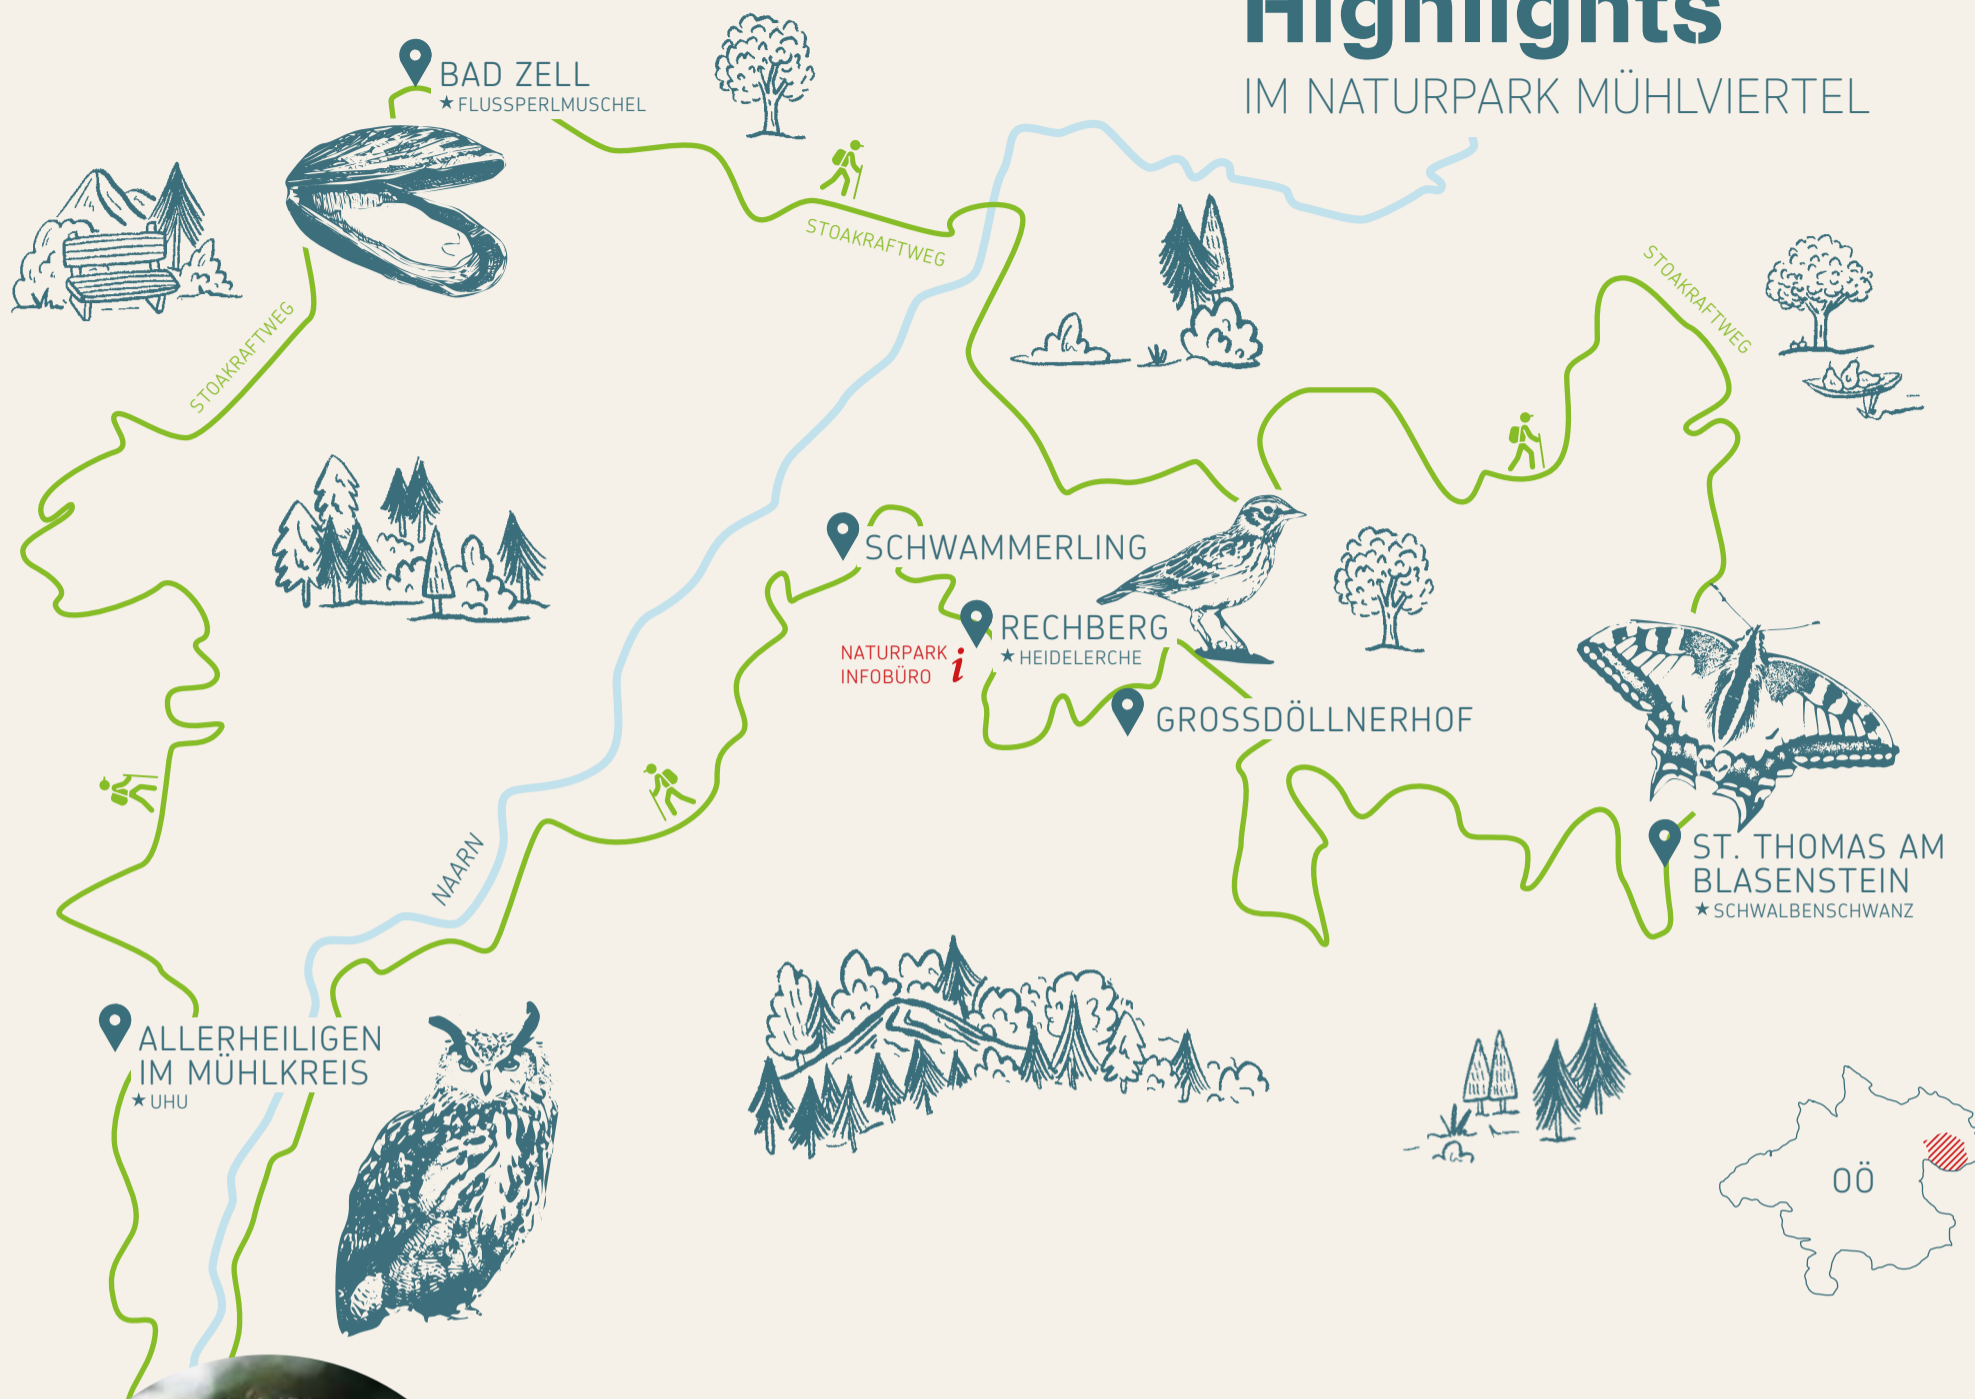 Highlights
IM NATURPARK MÜHLVIERTEL
BAD ZELL
★ FLUSSPERLMUSCHEL
STOAKRAFTWEG
STOAKRAFTWEG
STOAKRAFTWEG
SCHWAMMERLING
RECHBERG
★ HEIDELERCHE
NATURPARK
INFOBÜRO i
GROSSDÖLLNERHOF
NAARN
ST. THOMAS AM
BLASENSTEIN
★ SCHWALBENSCHWANZ
ALLERHEILIGEN
IM MÜHLKREIS
★ UHU
OÖ